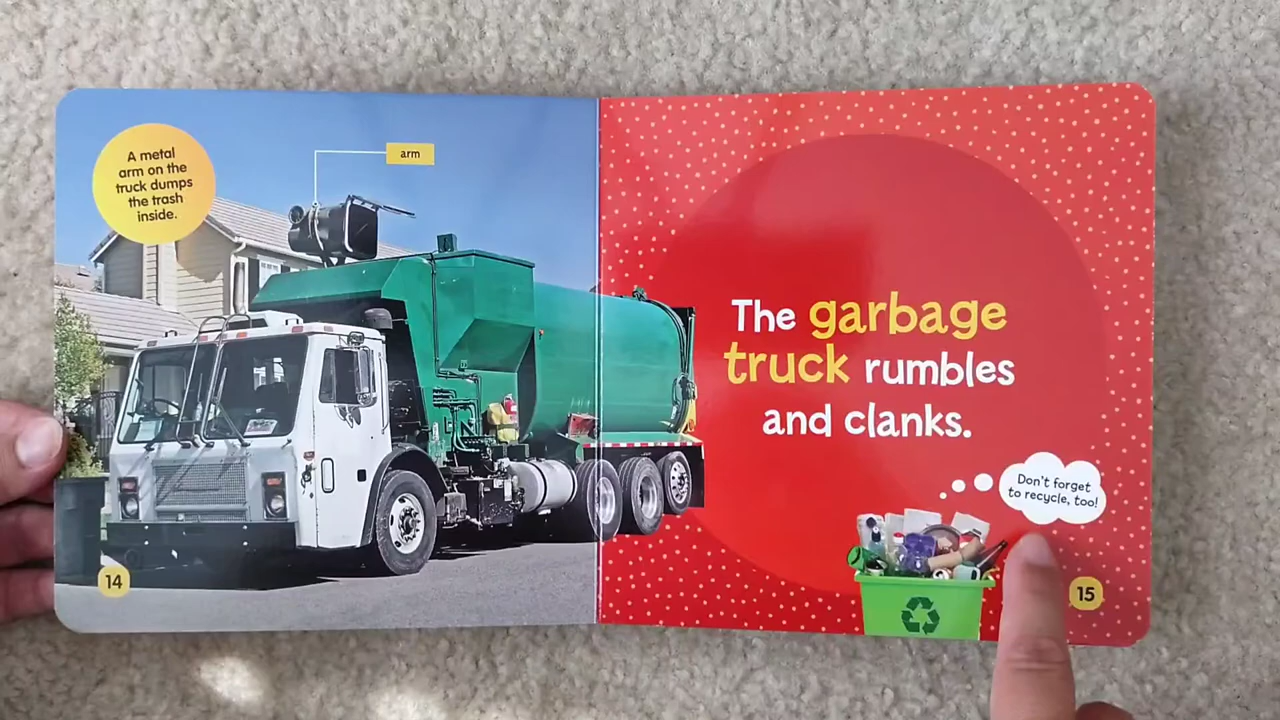 A metal
arm on the
truck dumps
the trash
inside.
arm
14
The garbage
truck rumbles
and clanks.
Don't forget
to recycle, too!
15